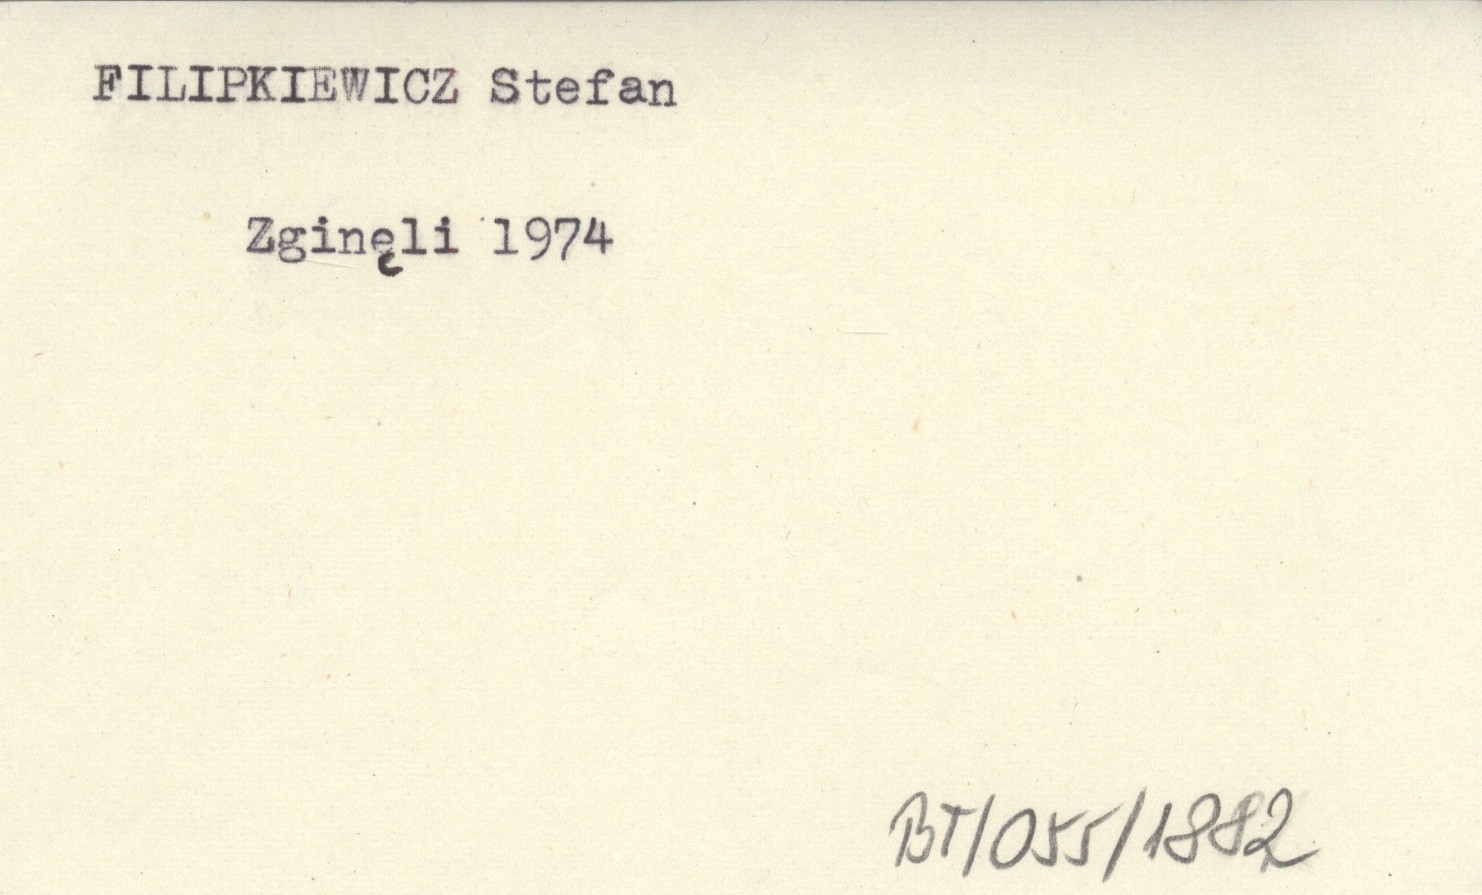 FILIPKIEWICZ Stefan
Zginęli 1974
BT/055/1882